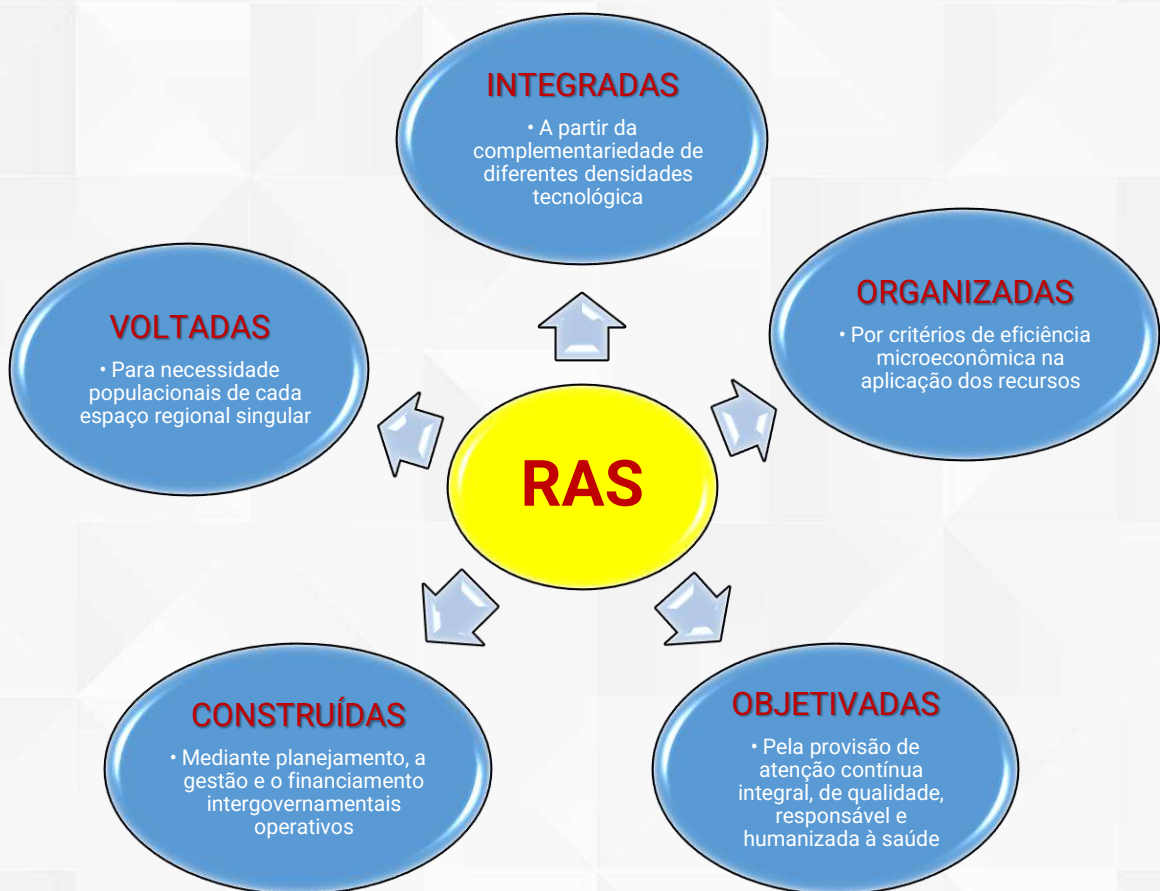 INTEGRADAS
• A partir da
complementariedade de
diferentes densidades
tecnológica
ORGANIZADAS
• Por critérios de eficiência
microeconômica na
aplicação dos recursos
VOLTADAS
• Para necessidade
populacionais de cada
espaço regional singular
RAS
CONSTRUÍDAS
• Mediante planejamento, a
gestão e o financiamento
intergovernamentais
operativos
OBJETIVADAS
• Pela provisão de
atenção contínua
integral, de qualidade,
responsável e
humanizada à saúde